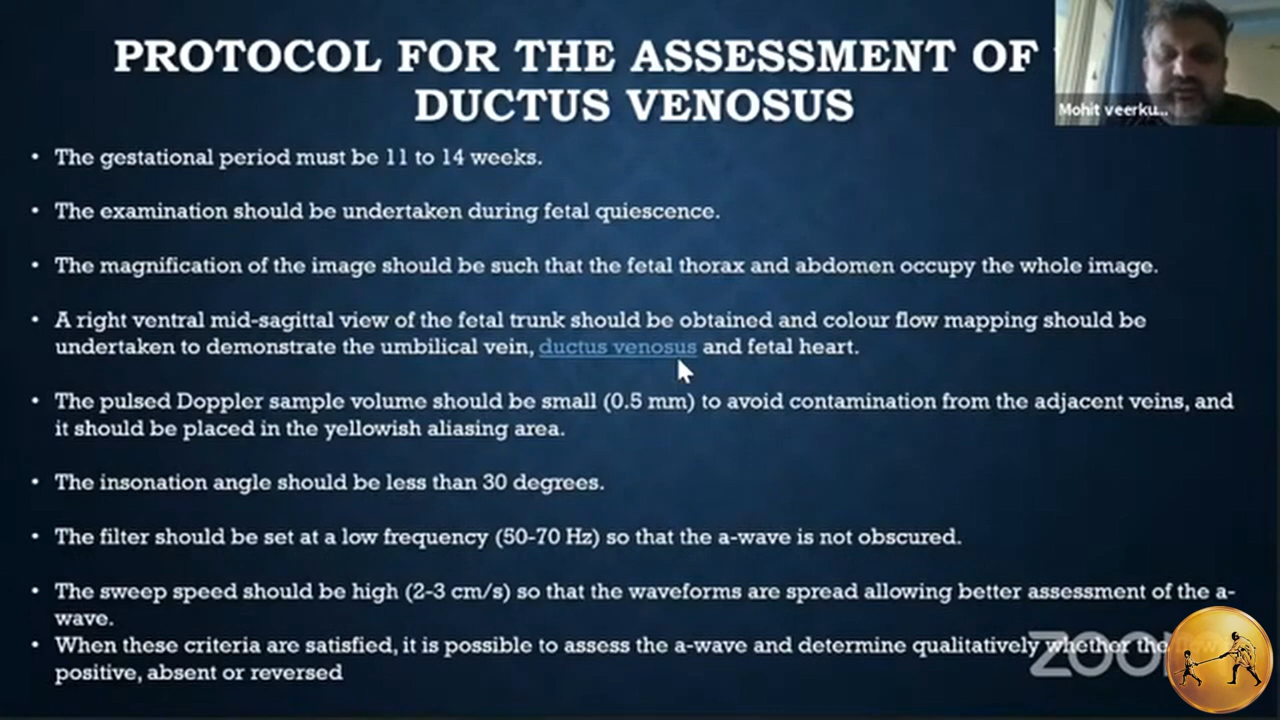 PROTOCOL FOR THE ASSESSMENT OF
DUCTUS VENOSUS
Mohit veerku...
• The gestational period must be 11 to 14 weeks.
• The examination should be undertaken during fetal quiescence.
• The magnification of the image should be such that the fetal thorax and abdomen occupy the whole image.
• A right ventral mid-sagittal view of the fetal trunk should be obtained and colour flow mapping should be
undertaken to demonstrate the umbilical vein, ductus venosus and fetal heart.
• The pulsed Doppler sample volume should be small (0.5 mm) to avoid contamination from the adjacent veins, and
it should be placed in the yellowish aliasing area.
• The insonation angle should be less than 30 degrees.
• The filter should be set at a low frequency (50-70 Hz) so that the a-wave is not obscured.
• The sweep speed should be high (2-3 cm/s) so that the waveforms are spread allowing better assessment of the a-
wave.
• When these criteria are satisfied, it is possible to assess the a-wave and determine qualitatively whether the
positive, absent or reversed